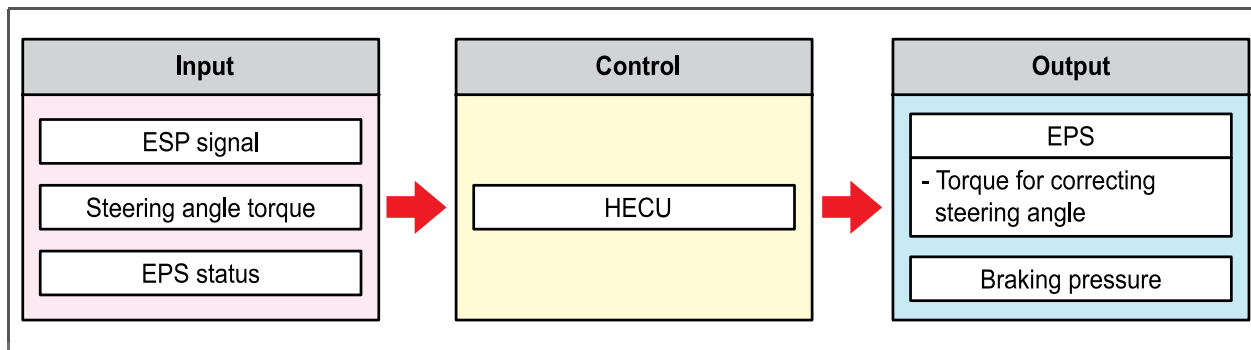 Input
ESP signal
Steering angle torque
EPS status
Control
HECU
Output
EPS
- Torque for correcting
steering angle
Braking pressure